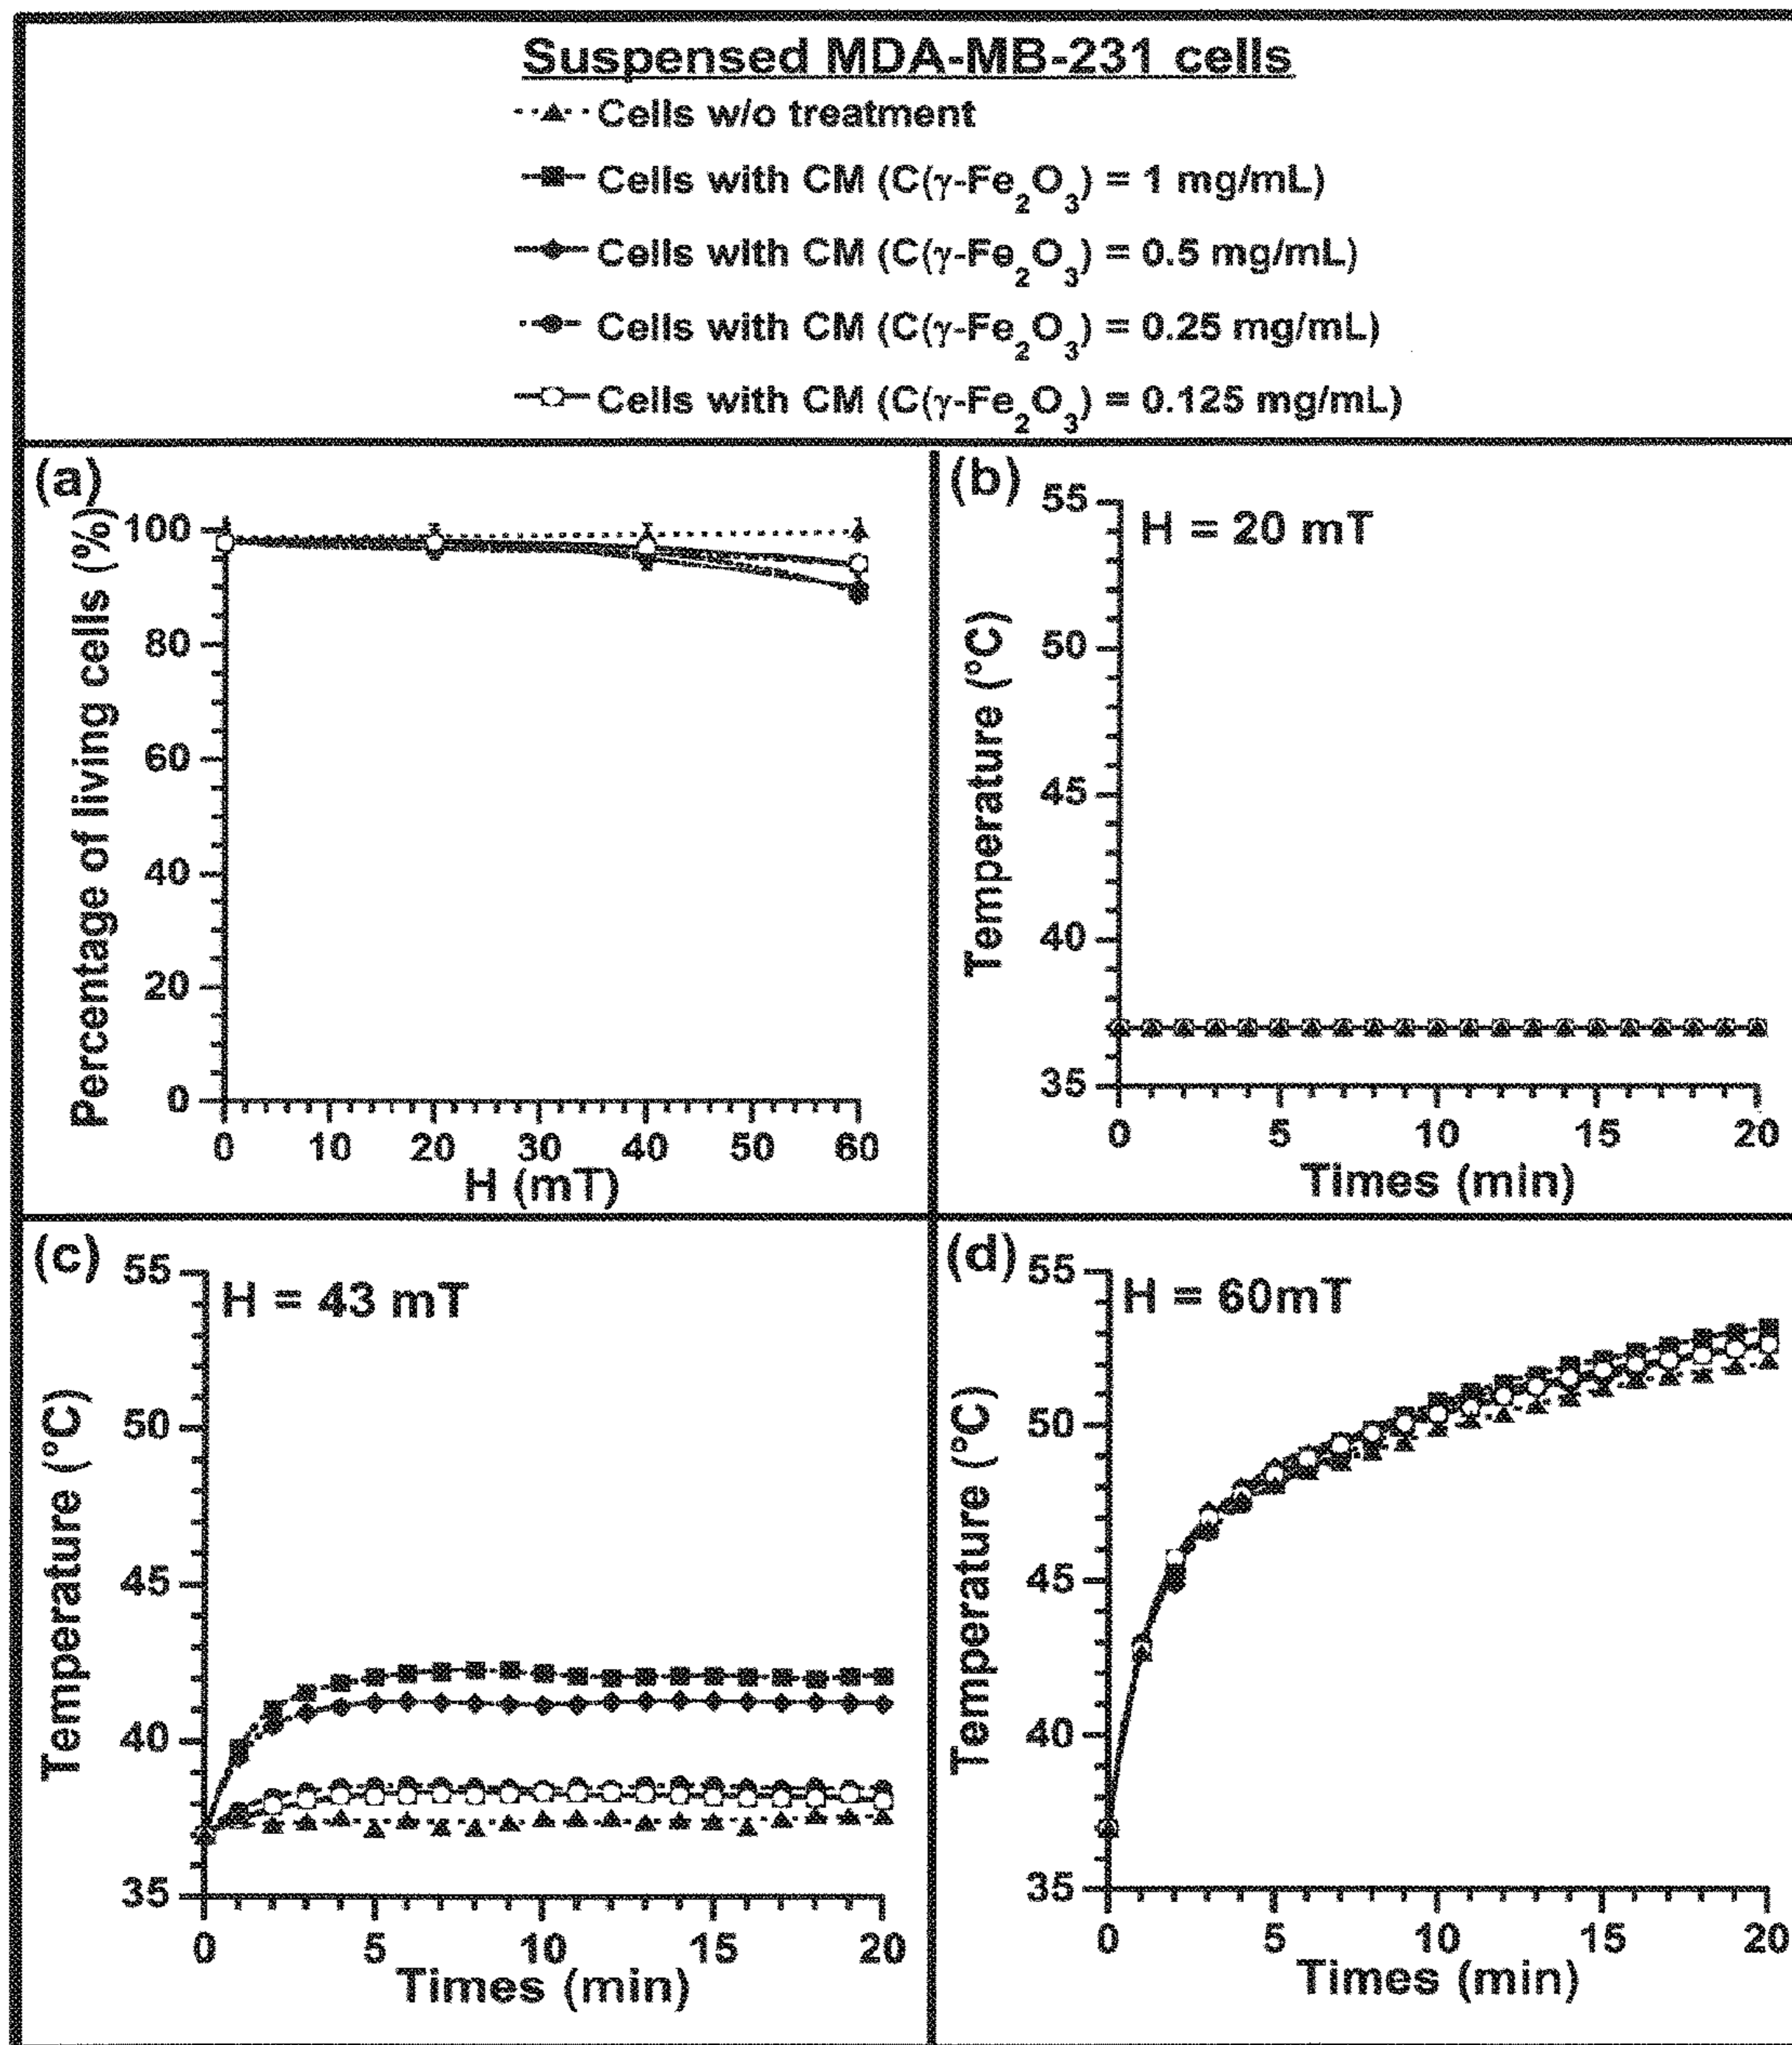 Suspensed MDA-MB-231 cells
Cells w/o treatment
Cells with CM (C(γ-Fe₂O₃) = 1 mg/mL)
Cells with CM (C(γ-Fe₂O₃) = 0.5 mg/mL)
Cells with CM (C(γ-Fe₂O₃) = 0.25 mg/mL)
Cells with CM (C(γ-Fe₂O₃) = 0.125 mg/mL)
(a)
Percentage of living cells (%)
100
80
60
40
20
0
0 10 20 30 40 50 60
H (mT)
(b)
H = 20 mT
Temperature (°C)
55
50
45
40
35
0 5 10 15 20
Times (min)
(c)
H = 43 mT
Temperature (°C)
55
50
45
40
35
0 5 10 15 20
Times (min)
(d)
H = 60mT
Temperature (°C)
55
50
45
40
35
0 5 10 15 20
Times (min)